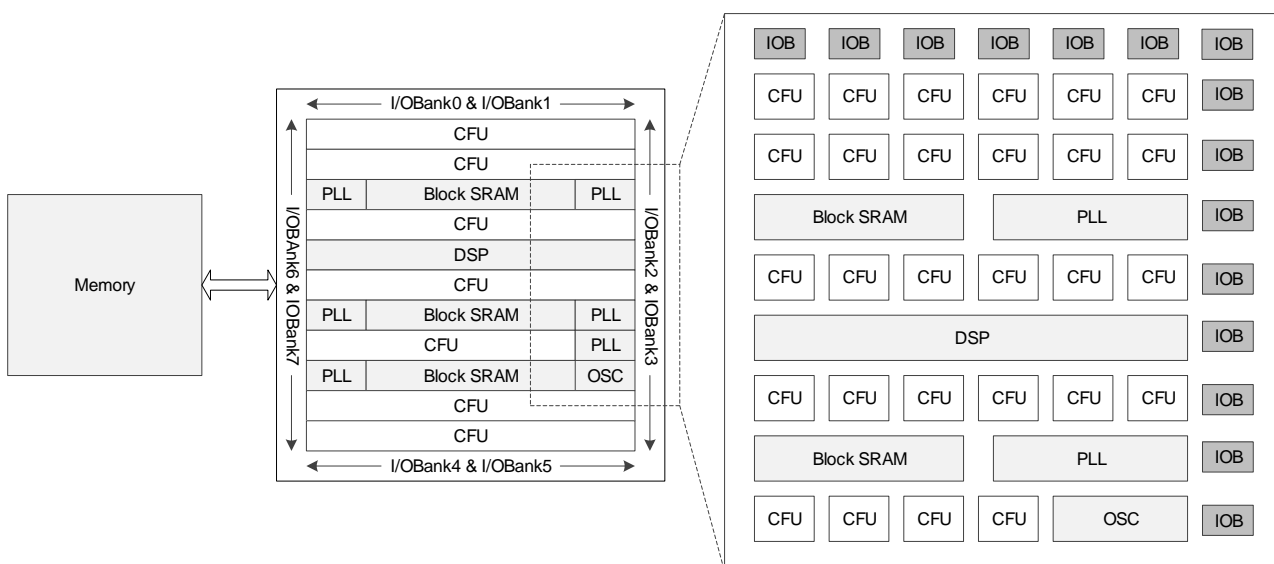 Memory
I/OBank0 & I/OBank1
I/OBAnk6 & IOBank7
CFU
CFU
PLL Block SRAM PLL
CFU
DSP
CFU
PLL Block SRAM PLL
CFU PLL
PLL Block SRAM OSC
CFU
CFU
I/OBank2 & IOBank3
I/OBank4 & I/OBank5
IOB IOB IOB IOB IOB IOB IOB
CFU CFU CFU CFU CFU CFU IOB
CFU CFU CFU CFU CFU CFU IOB
Block SRAM PLL IOB
CFU CFU CFU CFU CFU CFU IOB
DSP IOB
CFU CFU CFU CFU CFU CFU IOB
Block SRAM PLL IOB
CFU CFU CFU CFU OSC IOB